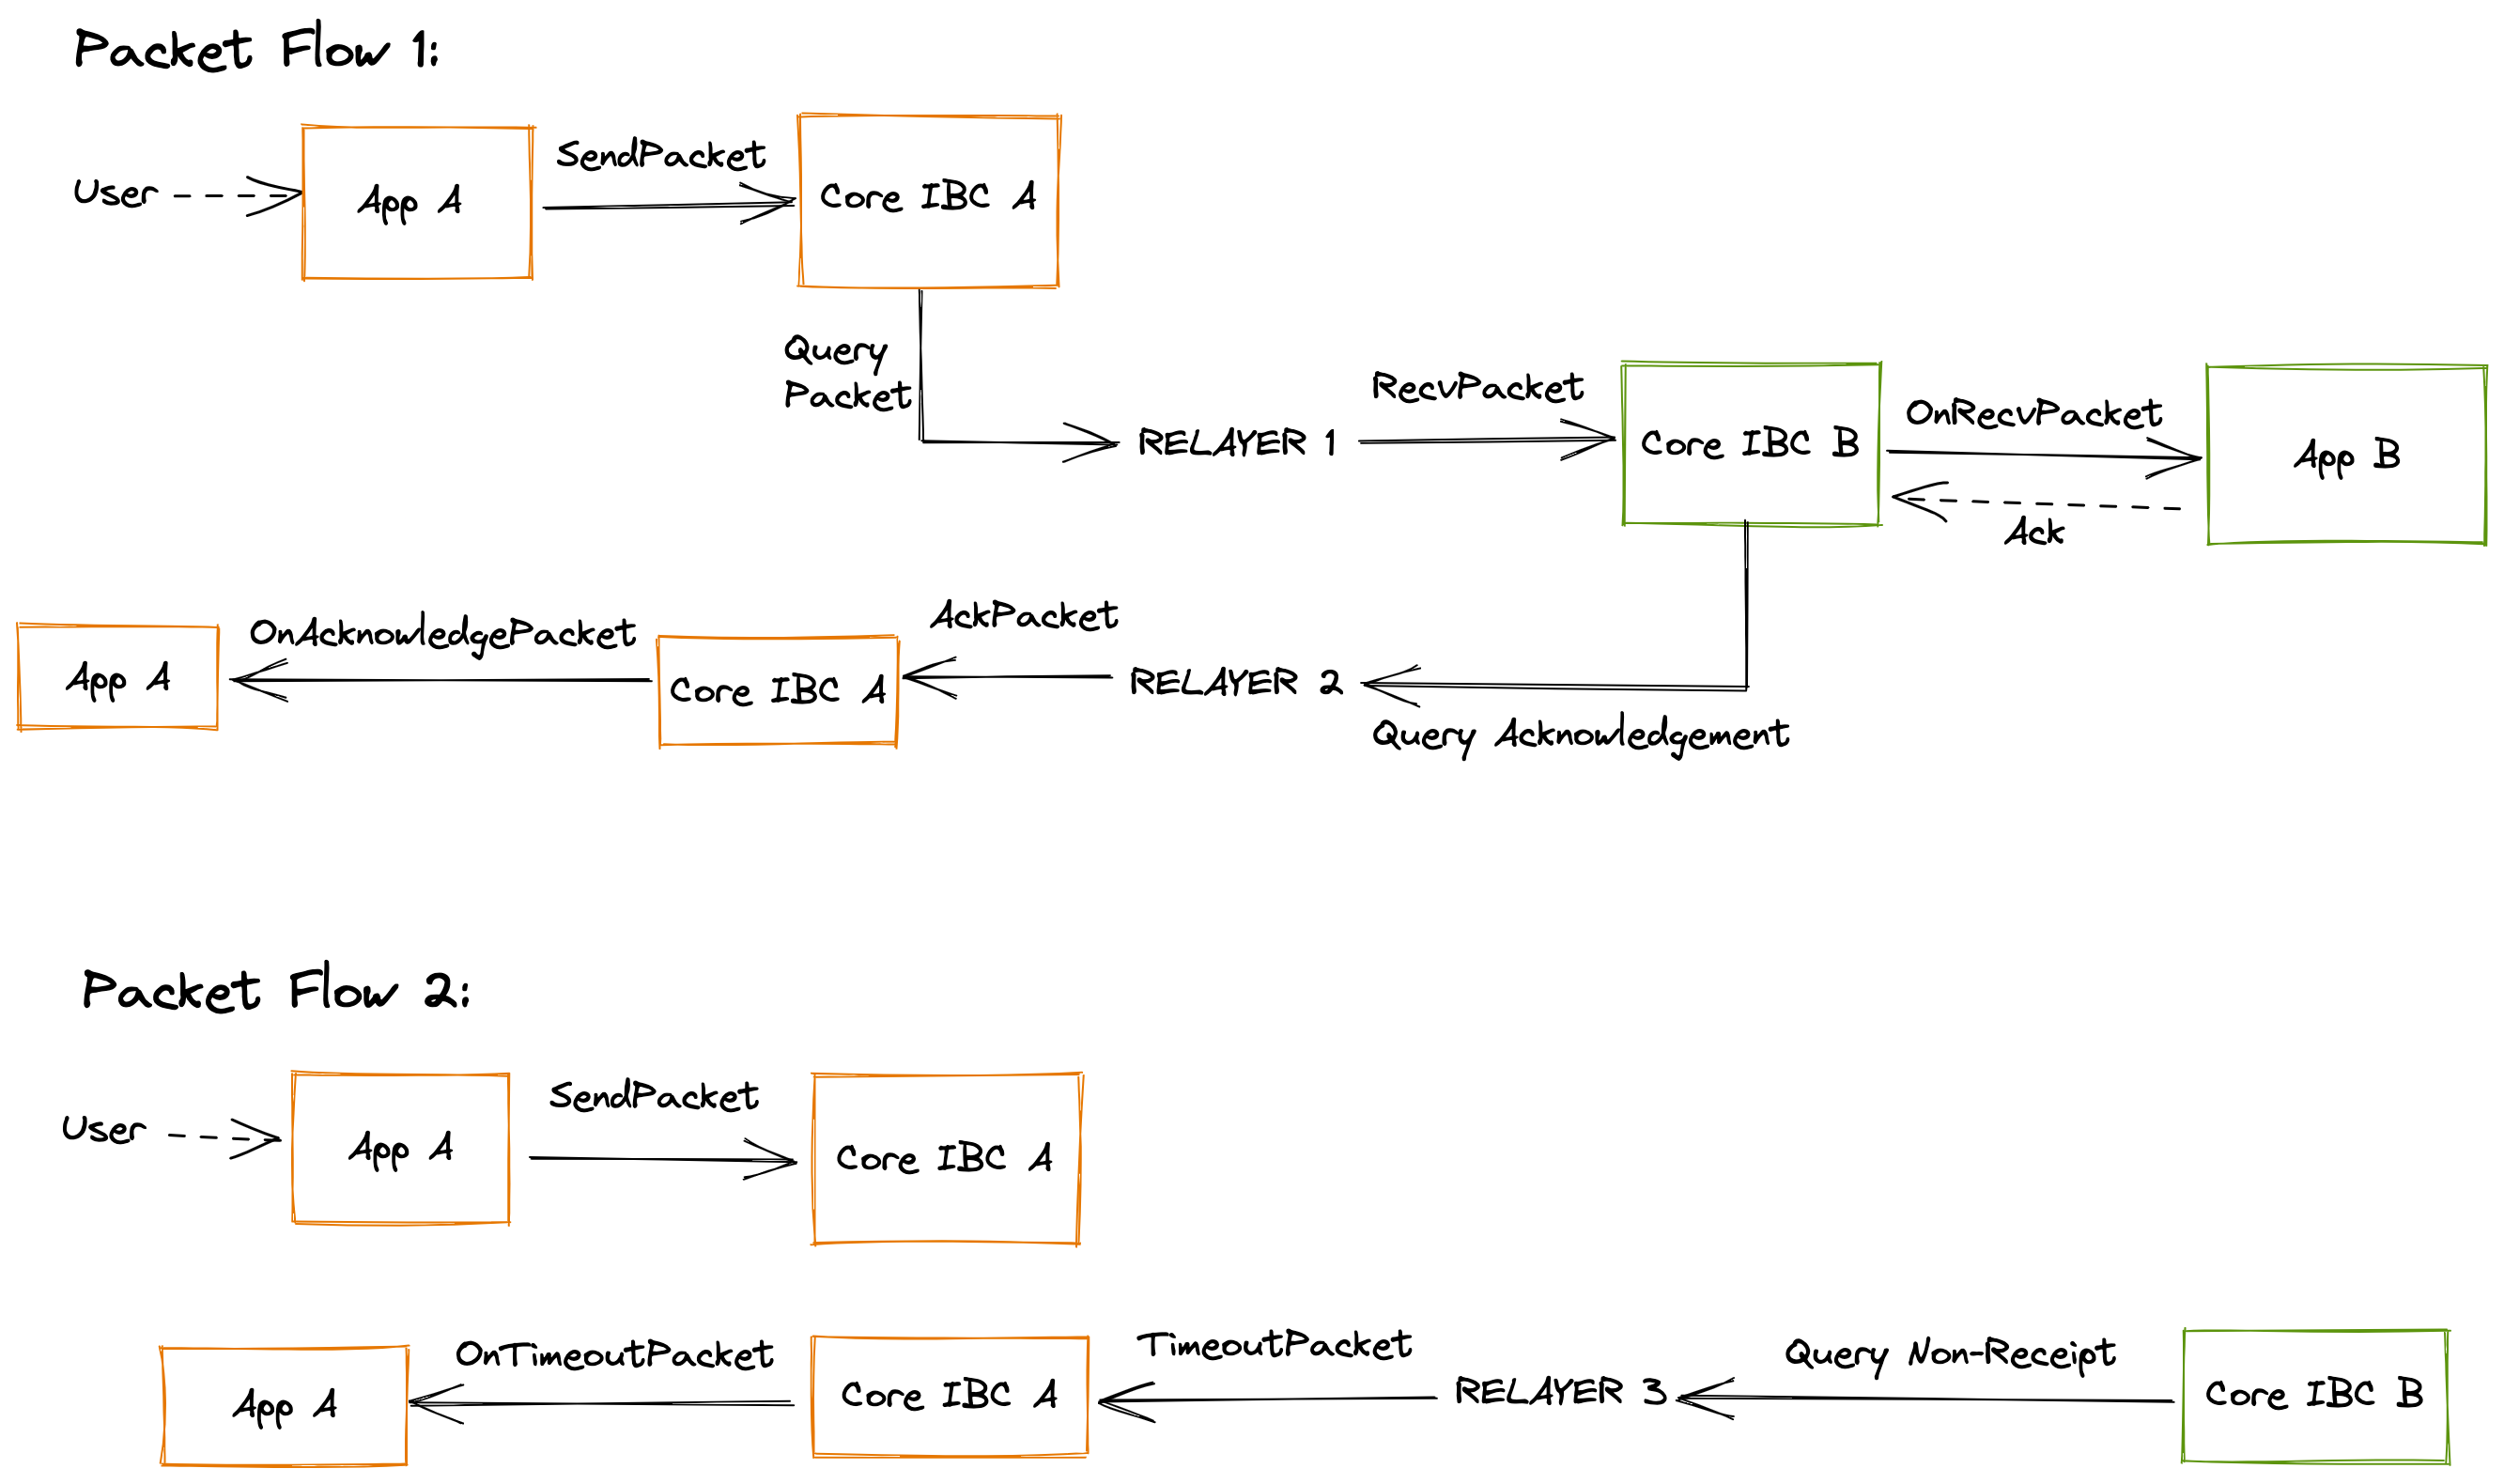 Packet Flow 1:
User
App A
SendPacket
Core IBC A
Query
Packet
RELAYER 1
RecvPacket
Core IBC B
OnRecvPacket
App B
Ack
Query Acknowledgement
RELAYER 2
AckPacket
Core IBC A
OnAcknowledgePacket
App A
Packet Flow 2:
User
App A
SendPacket
Core IBC A
App A
OnTimeoutPacket
Core IBC A
TimeoutPacket
RELAYER 3
Query Non-Receipt
Core IBC B